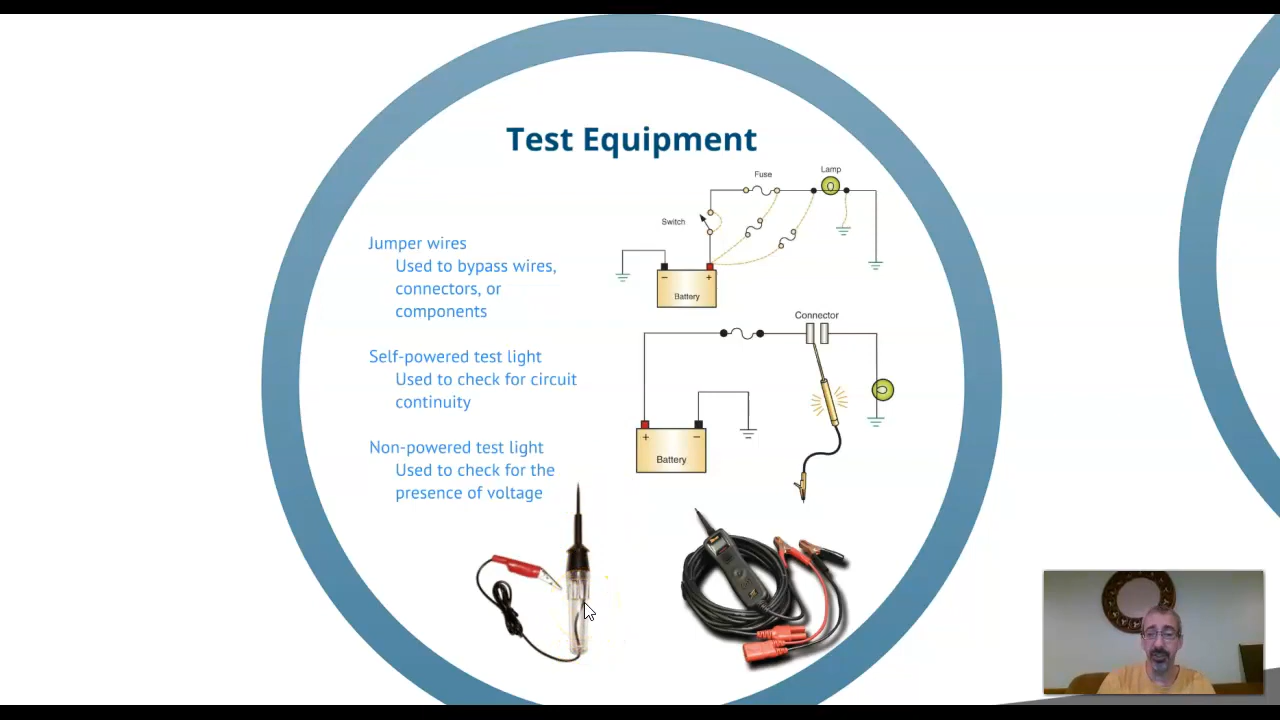 Test Equipment
Jumper wires
Used to bypass wires,
connectors, or
components
Self-powered test light
Used to check for circuit
continuity
Non-powered test light
Used to check for the
presence of voltage
Fuse
Lamp
Switch
− +
Battery
Connector
+ −
Battery